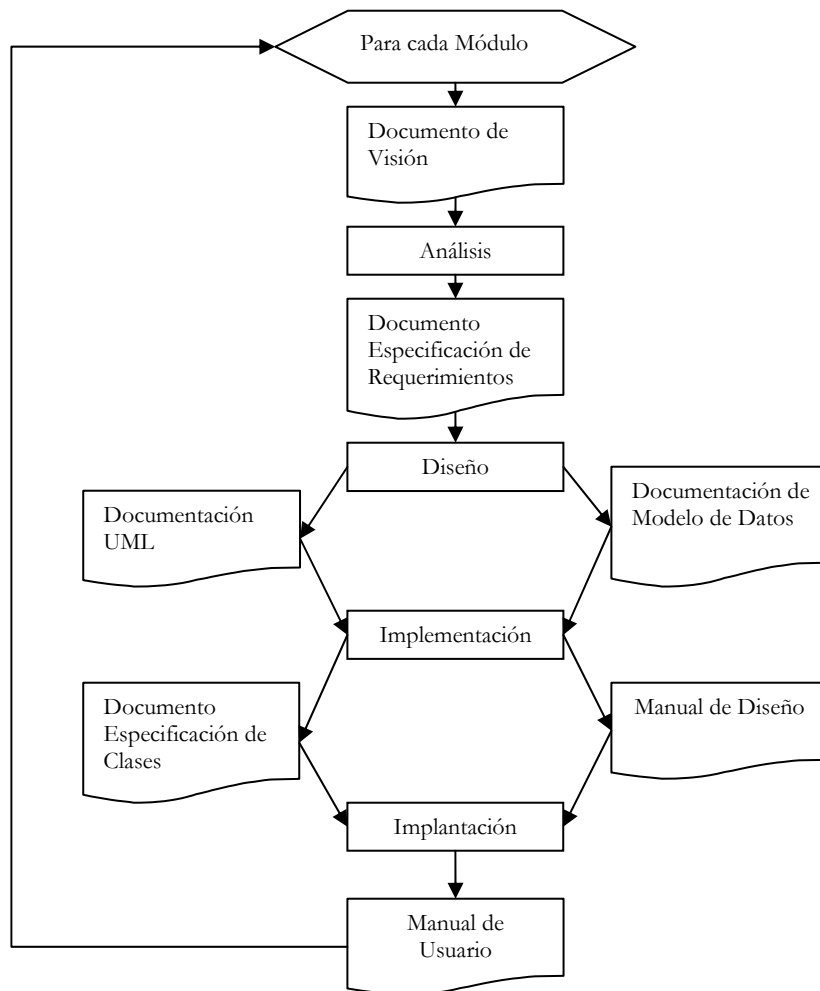 Para cada Módulo
Documento de
Visión
Análisis
Documento
Especificación de
Requerimientos
Diseño
Documentación
UML
Documentación de
Modelo de Datos
Implementación
Documento
Especificación de
Clases
Manual de Diseño
Implantación
Manual de
Usuario